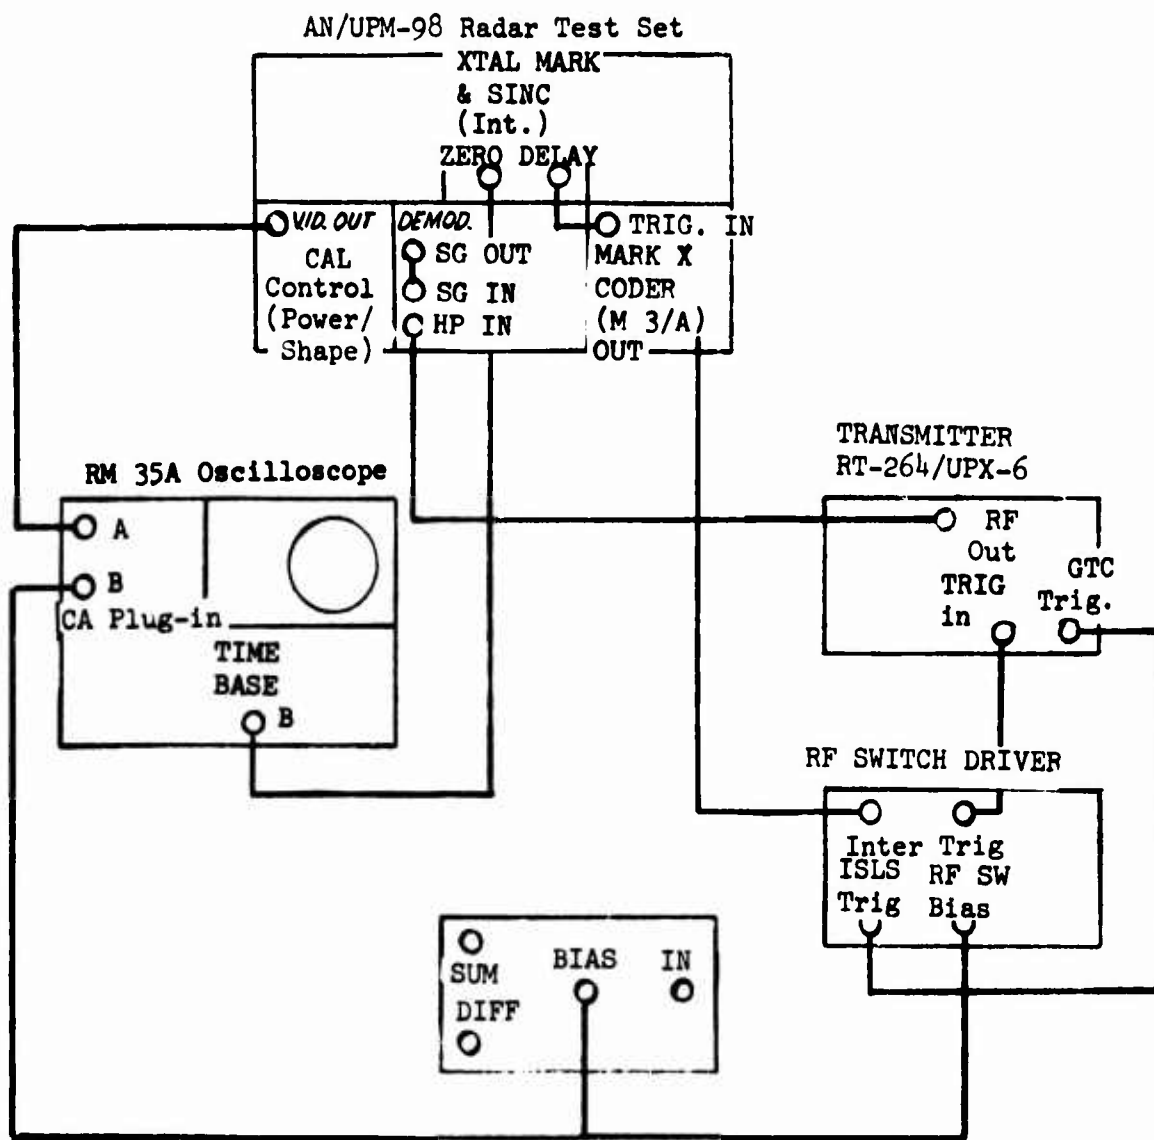 AN/UPM-98 Radar Test Set
XTAL MARK
& SINC
(Int.)
ZERO DELAY
VID. OUT
CAL
Control
(Power/
Shape)
DEMOD.
SG OUT
SG IN
HP IN
TRIG. IN
MARK X
CODER
(M 3/A)
OUT
RM 35A Oscilloscope
A
B
CA Plug-in
TIME
BASE
B
TRANSMITTER
RT-264/UPX-6
RF
Out
TRIG
in
GTC
Trig.
RF SWITCH DRIVER
Inter Trig
ISLS
Trig
RF SW
Bias
SUM
DIFF
BIAS
IN